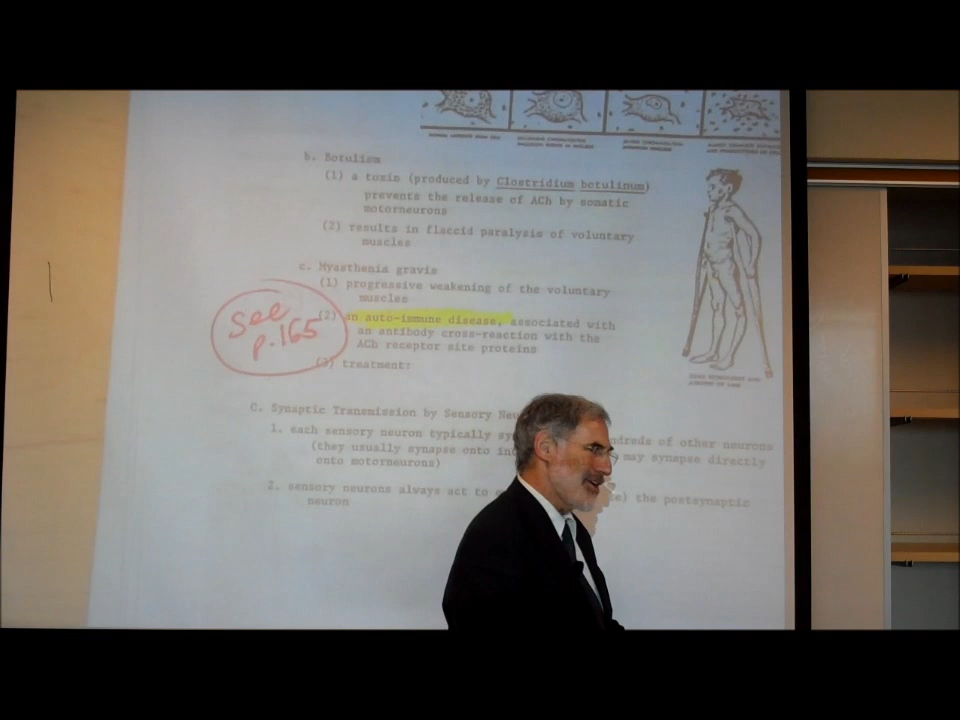 b. Botulism
(1) a toxin (produced by Clostridium botulinum)
prevents the release of ACh by somatic
motorneurons
(2) results in flaccid paralysis of voluntary
muscles
c. Myasthenia gravis
(1) progressive weakening of the voluntary
muscles
(2) an auto-immune disease, associated with
an antibody cross-reaction with the
ACh receptor site proteins
See
p.165
(3) treatment:
C. Synaptic Transmission by Sensory
1. each sensory neuron typically of other neurons
(they usually synapse onto may synapse directly
onto motorneurons)
2. sensory neurons always act to the postsynaptic
neuron